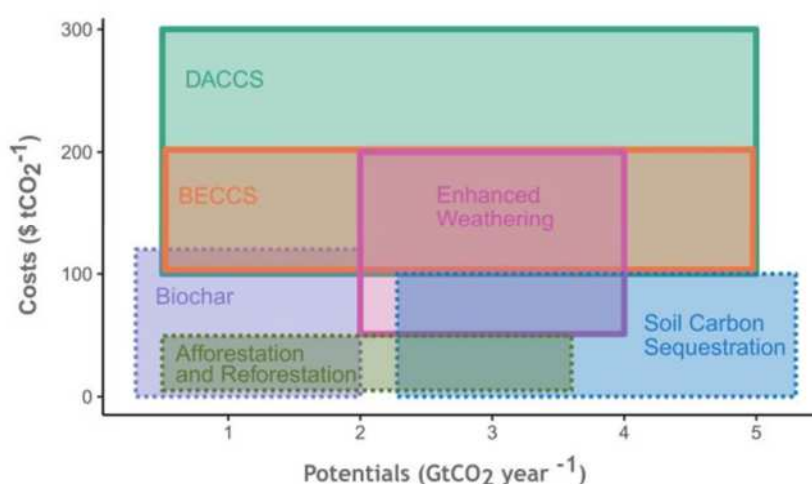 300
DACCS
200
BECCS
Enhanced
Weathering
100
Biochar
Soil Carbon
Sequestration
Afforestation
and Reforestation
0
Costs ($ tCO₂⁻¹)
1 2 3 4 5
Potentials (GtCO₂ year ⁻¹)